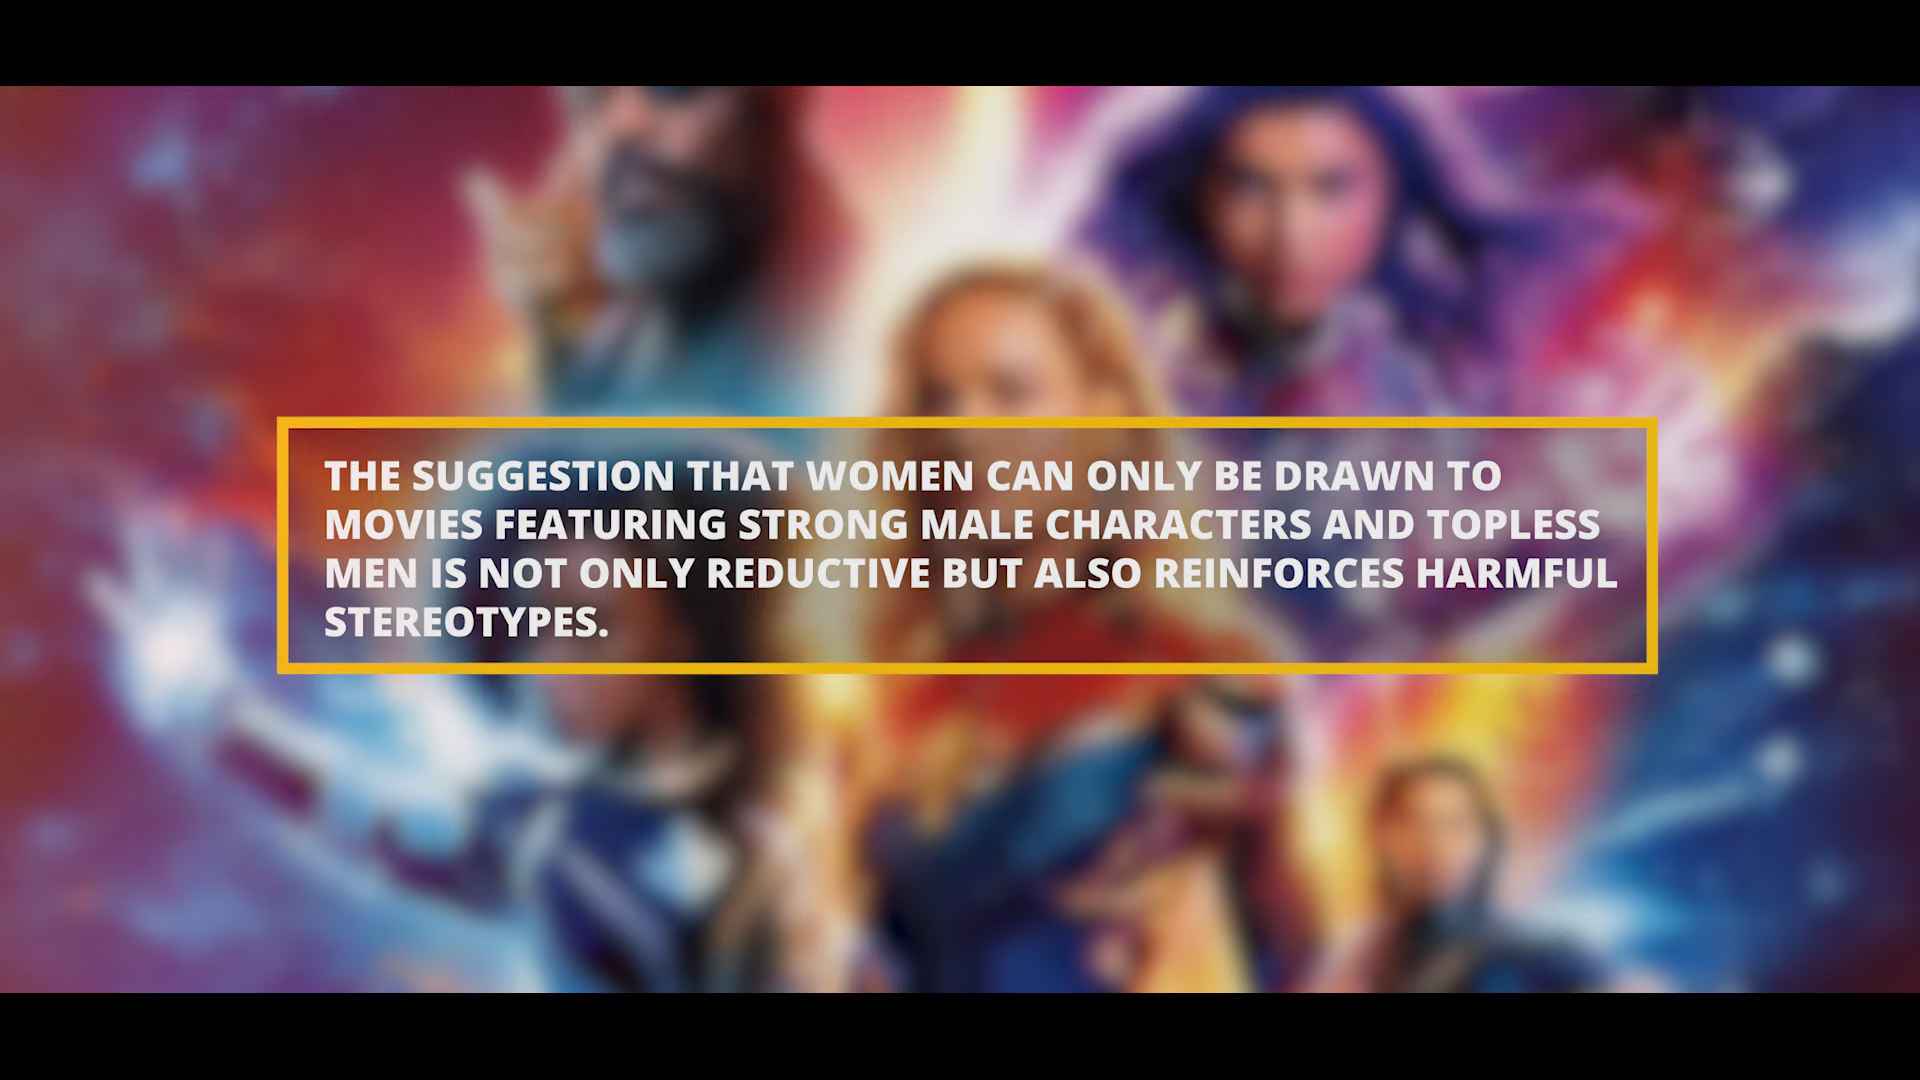 THE SUGGESTION THAT WOMEN CAN ONLY BE DRAWN TO
MOVIES FEATURING STRONG MALE CHARACTERS AND TOPLESS
MEN IS NOT ONLY REDUCTIVE BUT ALSO REINFORCES HARMFUL
STEREOTYPES.